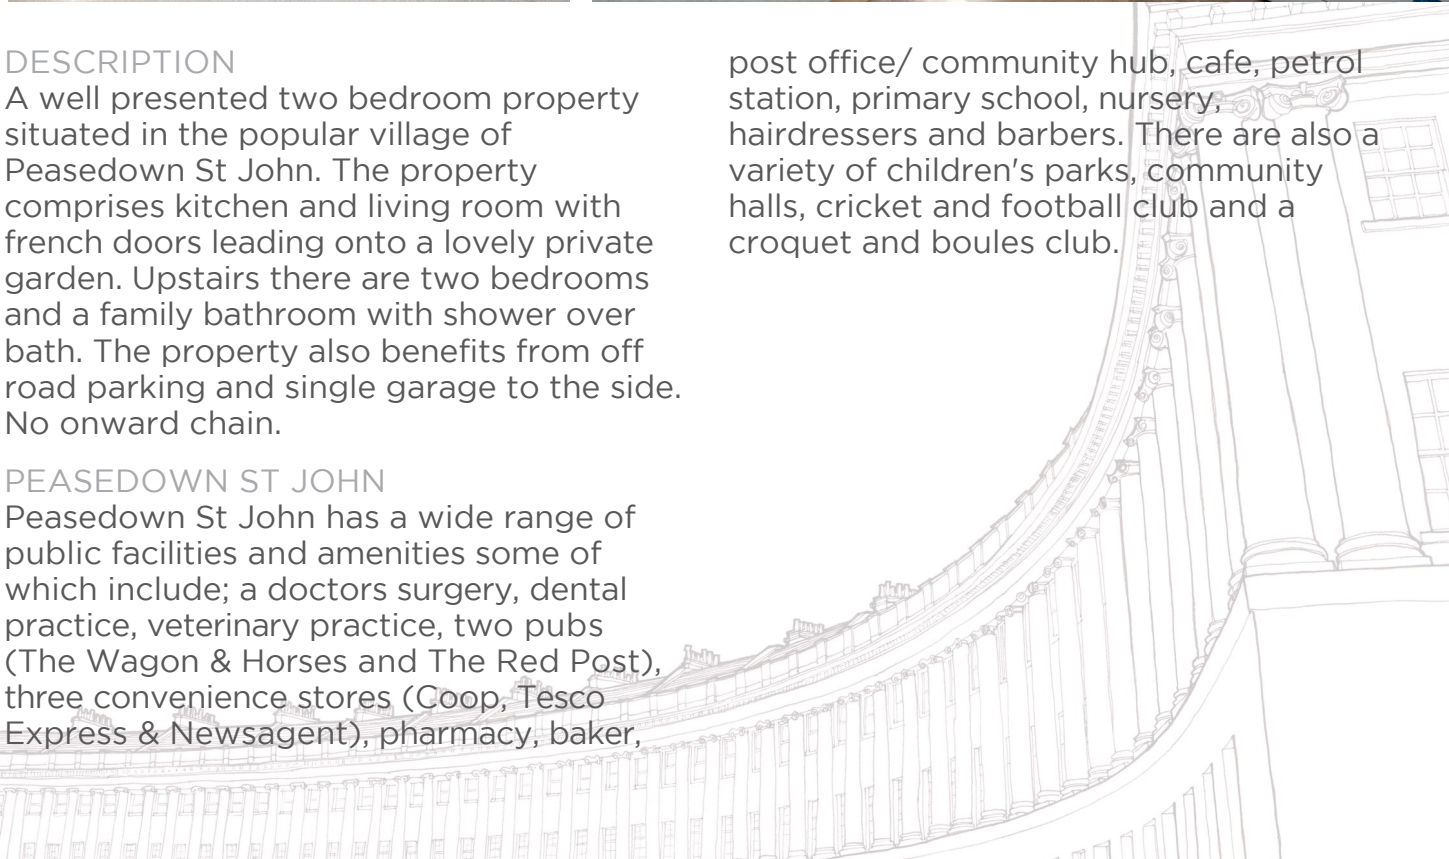 DESCRIPTION
A well presented two bedroom property
situated in the popular village of
Peasedown St John. The property
comprises kitchen and living room with
french doors leading onto a lovely private
garden. Upstairs there are two bedrooms
and a family bathroom with shower over
bath. The property also benefits from off
road parking and single garage to the side.
No onward chain.
PEASEDOWN ST JOHN
Peasedown St John has a wide range of
public facilities and amenities some of
which include; a doctors surgery, dental
practice, veterinary practice, two pubs
(The Wagon & Horses and The Red Post),
three convenience stores (Coop, Tesco
Express & Newsagent), pharmacy, baker,
post office/ community hub, cafe, petrol
station, primary school, nursery,
hairdressers and barbers. There are also a
variety of children's parks, community
halls, cricket and football club and a
croquet and boules club.